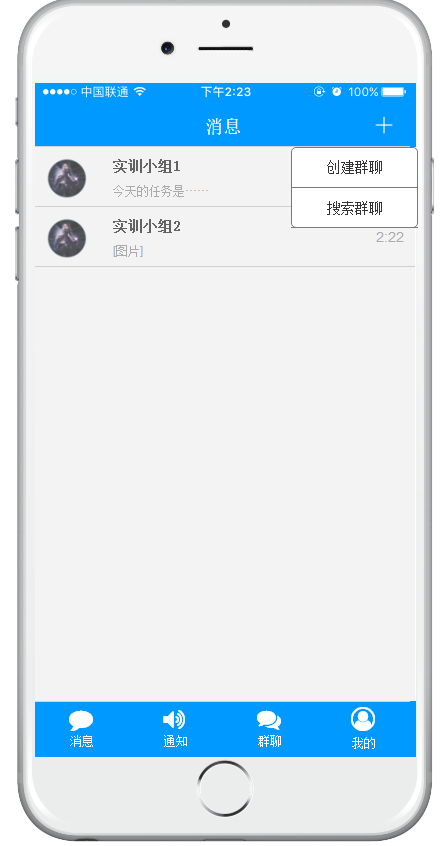 中国联通 下午2:23 100%
消息
实训小组1
今天的任务是······
创建群聊
搜索群聊
实训小组2
2:22
[图片]
消息 通知 群聊 我的